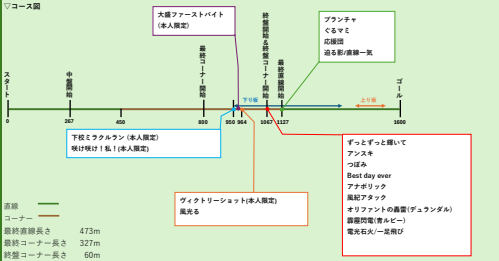 ▽コース図
大盛ファーストバイト
(本人限定)
終盤開始&終盤コーナー開始
プランチャ
ぐるマミ
応援団
迫る影/直線一気
最終コーナー開始
最終直線開始
スタート
中盤開始
下り坂
上り坂
ゴール
0
267
450
800
950
964
1067
1127
1600
下校ミラクルラン (本人限定)
咲け咲け!私!(本人限定)
ずっとずっと輝いて
アンスキ
つぼみ
Best day ever
アナボリック
風紀アタック
オリファントの轟雷(デュランダル)
霹靂閃電(青ルビー)
電光石火/一足飛び
ヴィクトリーショット(本人限定)
風光る
直線
コーナー
最終直線長さ 473m
最終コーナー長さ 327m
終盤コーナー長さ 60m